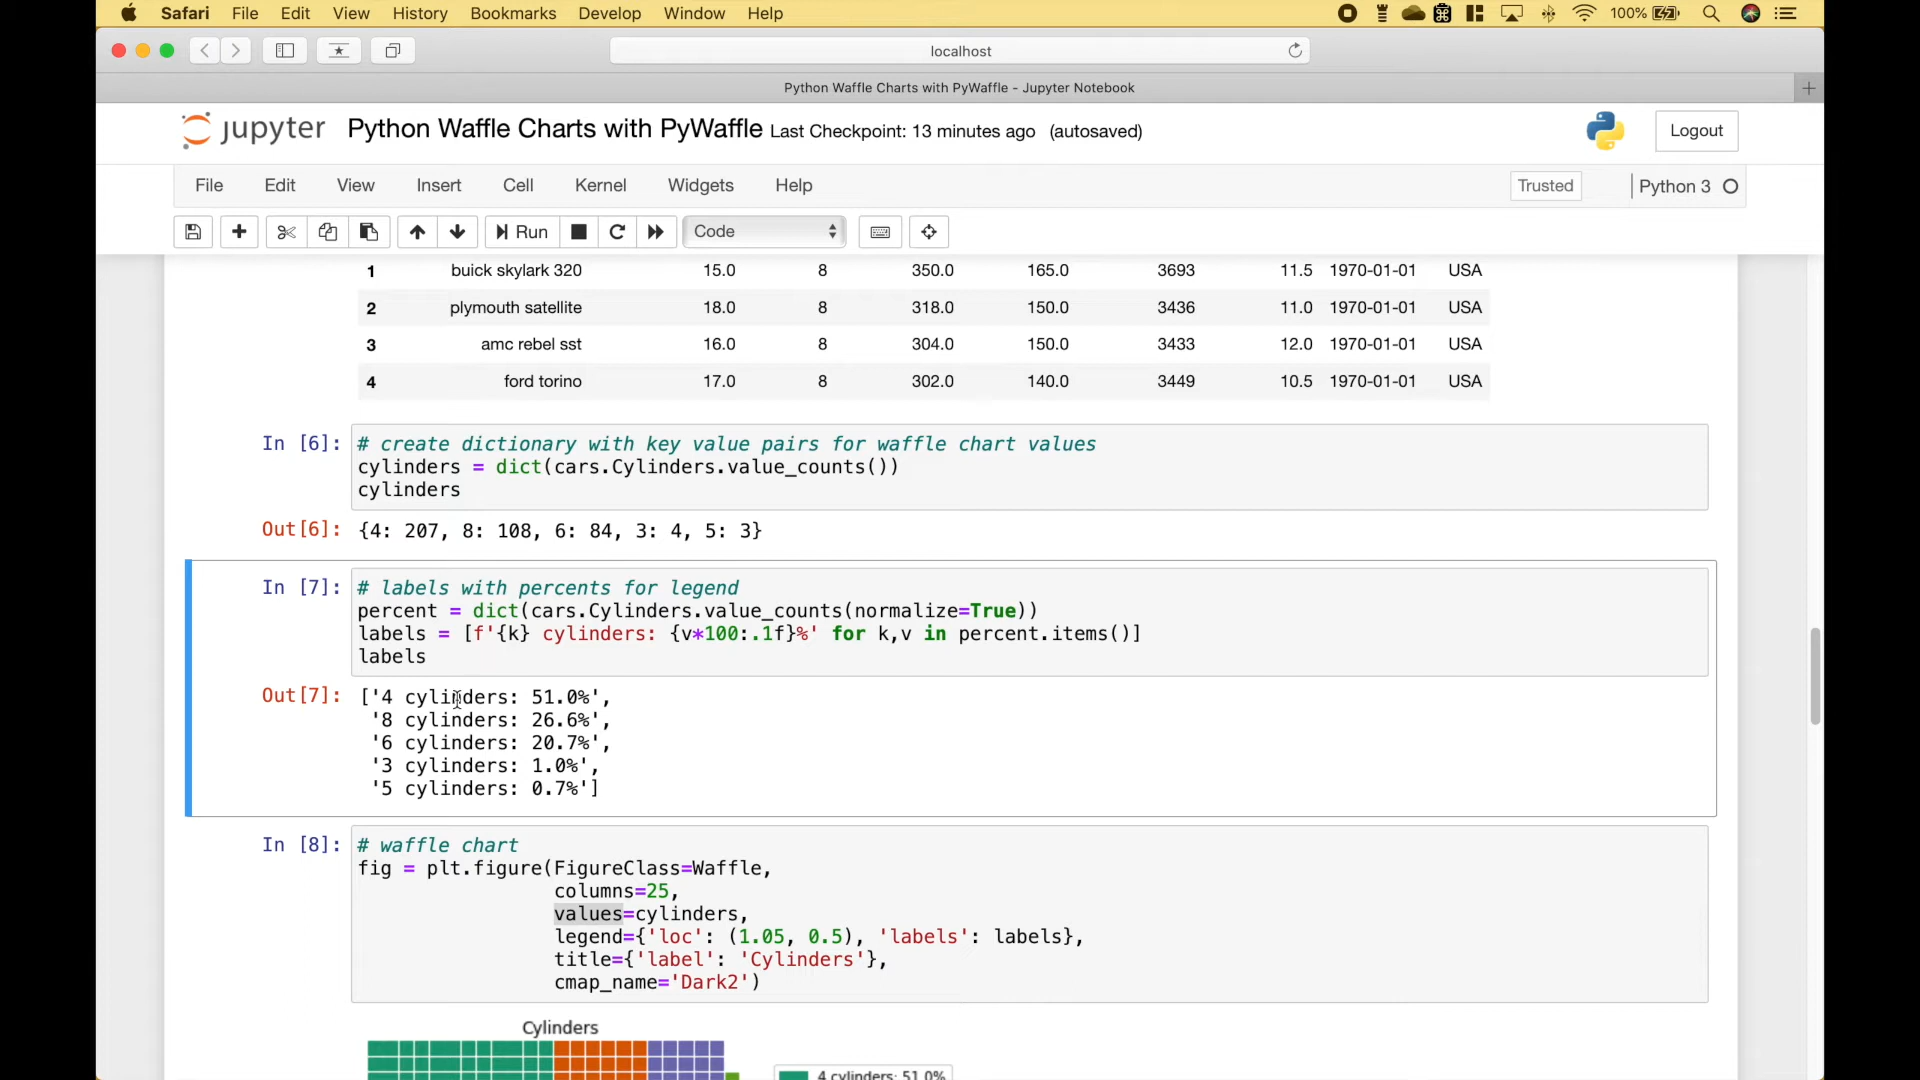 Safari File Edit View History Bookmarks Develop Window Help 100%
localhost
Python Waffle Charts with PyWaffle - Jupyter Notebook
jupyter Python Waffle Charts with PyWaffle Last Checkpoint: 13 minutes ago (autosaved) Logout
File Edit View Insert Cell Kernel Widgets Help Trusted Python 3
Run Code
1 buick skylark 320 15.0 8 350.0 165.0 3693 11.5 1970-01-01 USA
2 plymouth satellite 18.0 8 318.0 150.0 3436 11.0 1970-01-01 USA
3 amc rebel sst 16.0 8 304.0 150.0 3433 12.0 1970-01-01 USA
4 ford torino 17.0 8 302.0 140.0 3449 10.5 1970-01-01 USA
In [6]: # create dictionary with key value pairs for waffle chart values
cylinders = dict(cars.Cylinders.value_counts())
cylinders
Out[6]: {4: 207, 8: 108, 6: 84, 3: 4, 5: 3}
In [7]: # labels with percents for legend
percent = dict(cars.Cylinders.value_counts(normalize=True))
labels = [f'{k} cylinders: {v*100:.1f}%' for k,v in percent.items()]
labels
Out[7]: ['4 cylinders: 51.0%',
'8 cylinders: 26.6%',
'6 cylinders: 20.7%',
'3 cylinders: 1.0%',
'5 cylinders: 0.7%']
In [8]: # waffle chart
fig = plt.figure(FigureClass=Waffle,
columns=25,
values=cylinders,
legend={'loc': (1.05, 0.5), 'labels': labels},
title={'label': 'Cylinders'},
cmap_name='Dark2')
Cylinders
4 cylinders: 51.0%